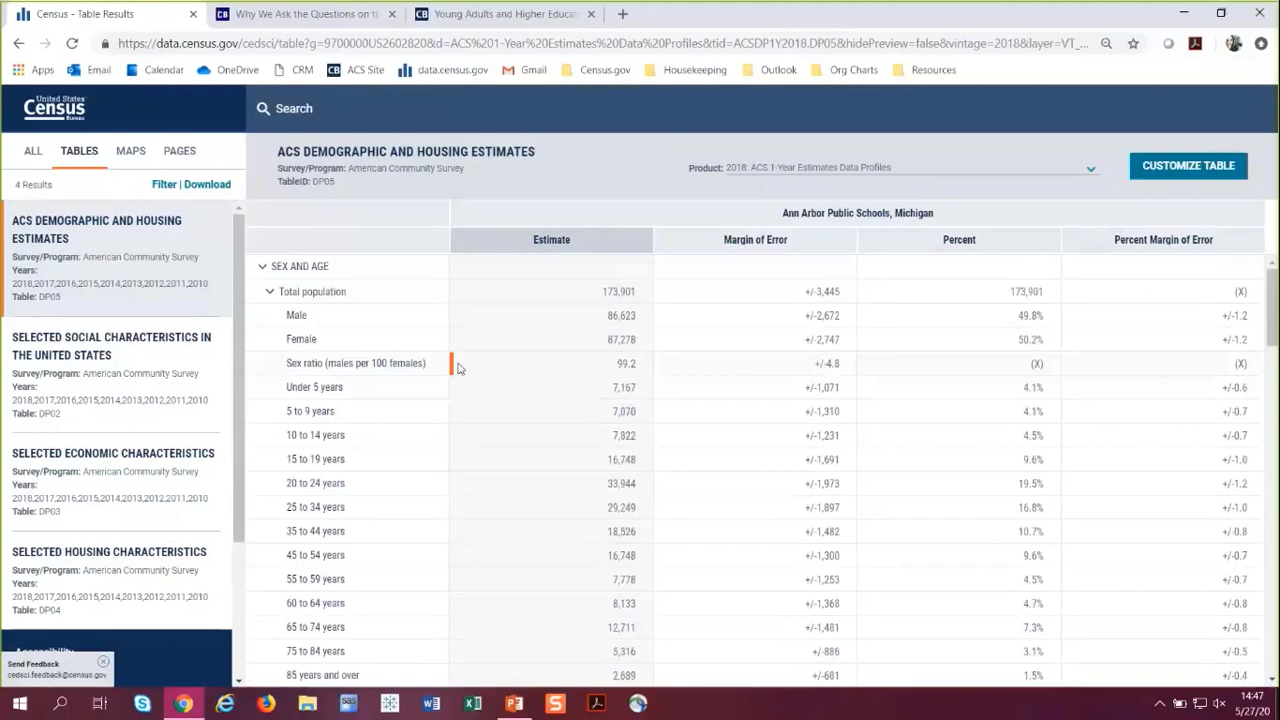 Census - Table Results
Why We Ask the Questions on th
Young Adults and Higher Educat
https://data.census.gov/cedsci/table?g=9700000US2602820&d=ACS%201-Year%20Estimates%20Data%20Profiles&tid=ACSDP1Y2018.DP05&hidePreview=false&vintage=2018&layer=VT_...
Apps Email Calendar OneDrive CRM ACS Site data.census.gov Gmail Census.gov Housekeeping Outlook Org Charts Resources
United States
Census
Bureau
Search
ALL TABLES MAPS PAGES
4 Results Filter | Download
ACS DEMOGRAPHIC AND HOUSING
ESTIMATES
Survey/Program: American Community Survey
Years:
2018,2017,2016,2015,2014,2013,2012,2011,2010
Table: DP05
SELECTED SOCIAL CHARACTERISTICS IN
THE UNITED STATES
Survey/Program: American Community Survey
Years:
2018,2017,2016,2015,2014,2013,2012,2011,2010
Table: DP02
SELECTED ECONOMIC CHARACTERISTICS
Survey/Program: American Community Survey
Years:
2018,2017,2016,2015,2014,2013,2012,2011,2010
Table: DP03
SELECTED HOUSING CHARACTERISTICS
Survey/Program: American Community Survey
Years:
2018,2017,2016,2015,2014,2013,2012,2011,2010
Table: DP04
Accessibility
Send Feedback
cedsci.feedback@census.gov
ACS DEMOGRAPHIC AND HOUSING ESTIMATES
Survey/Program: American Community Survey
TableID: DP05
Product: 2018: ACS 1-Year Estimates Data Profiles
CUSTOMIZE TABLE
Ann Arbor Public Schools, Michigan
Estimate Margin of Error Percent Percent Margin of Error
SEX AND AGE
Total population 173,901 +/-3,445 173,901 (X)
Male 86,623 +/-2,672 49.8% +/-1.2
Female 87,278 +/-2,747 50.2% +/-1.2
Sex ratio (males per 100 females) 99.2 +/-4.8 (X) (X)
Under 5 years 7,167 +/-1,071 4.1% +/-0.6
5 to 9 years 7,070 +/-1,310 4.1% +/-0.7
10 to 14 years 7,822 +/-1,231 4.5% +/-0.7
15 to 19 years 16,748 +/-1,691 9.6% +/-1.0
20 to 24 years 33,944 +/-1,973 19.5% +/-1.2
25 to 34 years 29,249 +/-1,897 16.8% +/-1.0
35 to 44 years 18,526 +/-1,482 10.7% +/-0.8
45 to 54 years 16,748 +/-1,300 9.6% +/-0.7
55 to 59 years 7,778 +/-1,253 4.5% +/-0.7
60 to 64 years 8,133 +/-1,368 4.7% +/-0.8
65 to 74 years 12,711 +/-1,481 7.3% +/-0.8
75 to 84 years 5,316 +/-886 3.1% +/-0.5
85 years and over 2,689 +/-681 1.5% +/-0.4
14:47
5/27/20